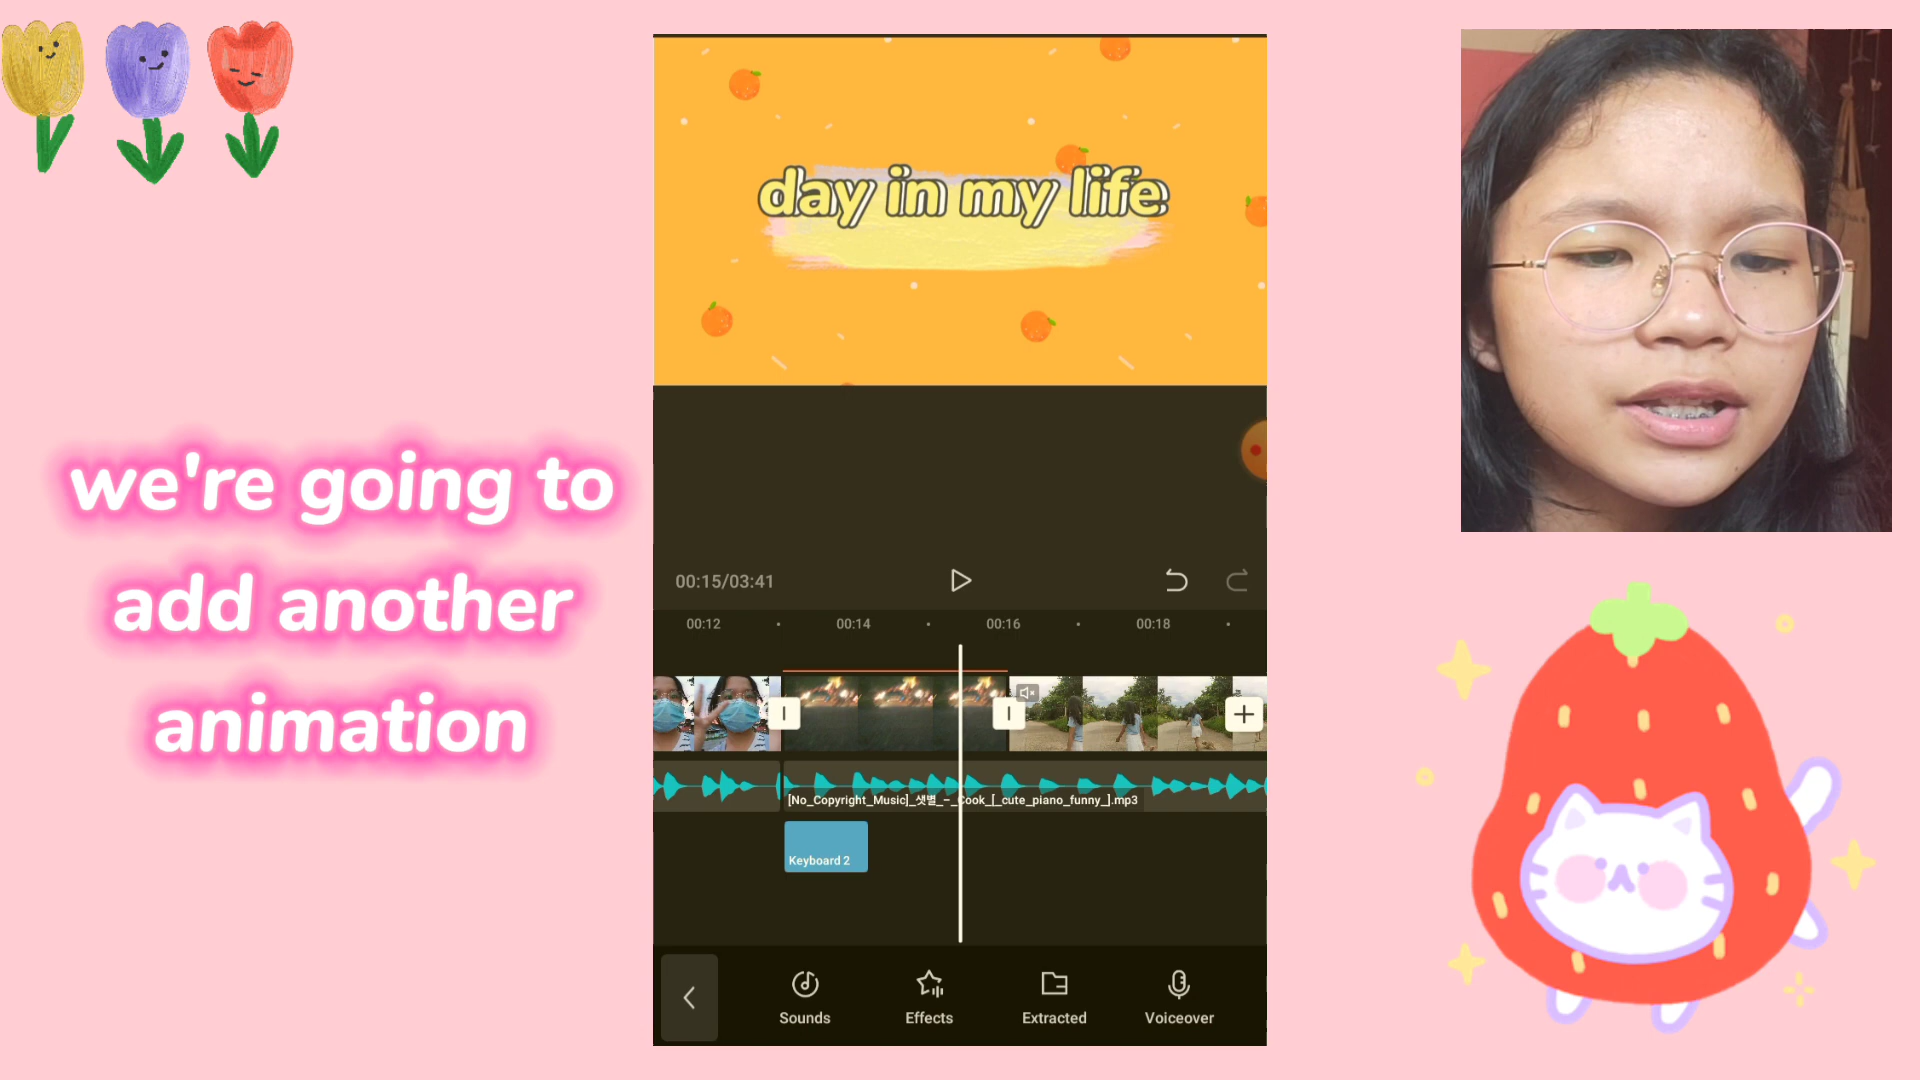 day in my life
we're going to
add another
animation
00:15/03:41
00:12
00:14
00:16
00:18
[No_Copyright_Music]_샛별_–_Cook_[_cute_piano_funny_].mp3
Keyboard 2
Sounds
Effects
Extracted
Voiceover